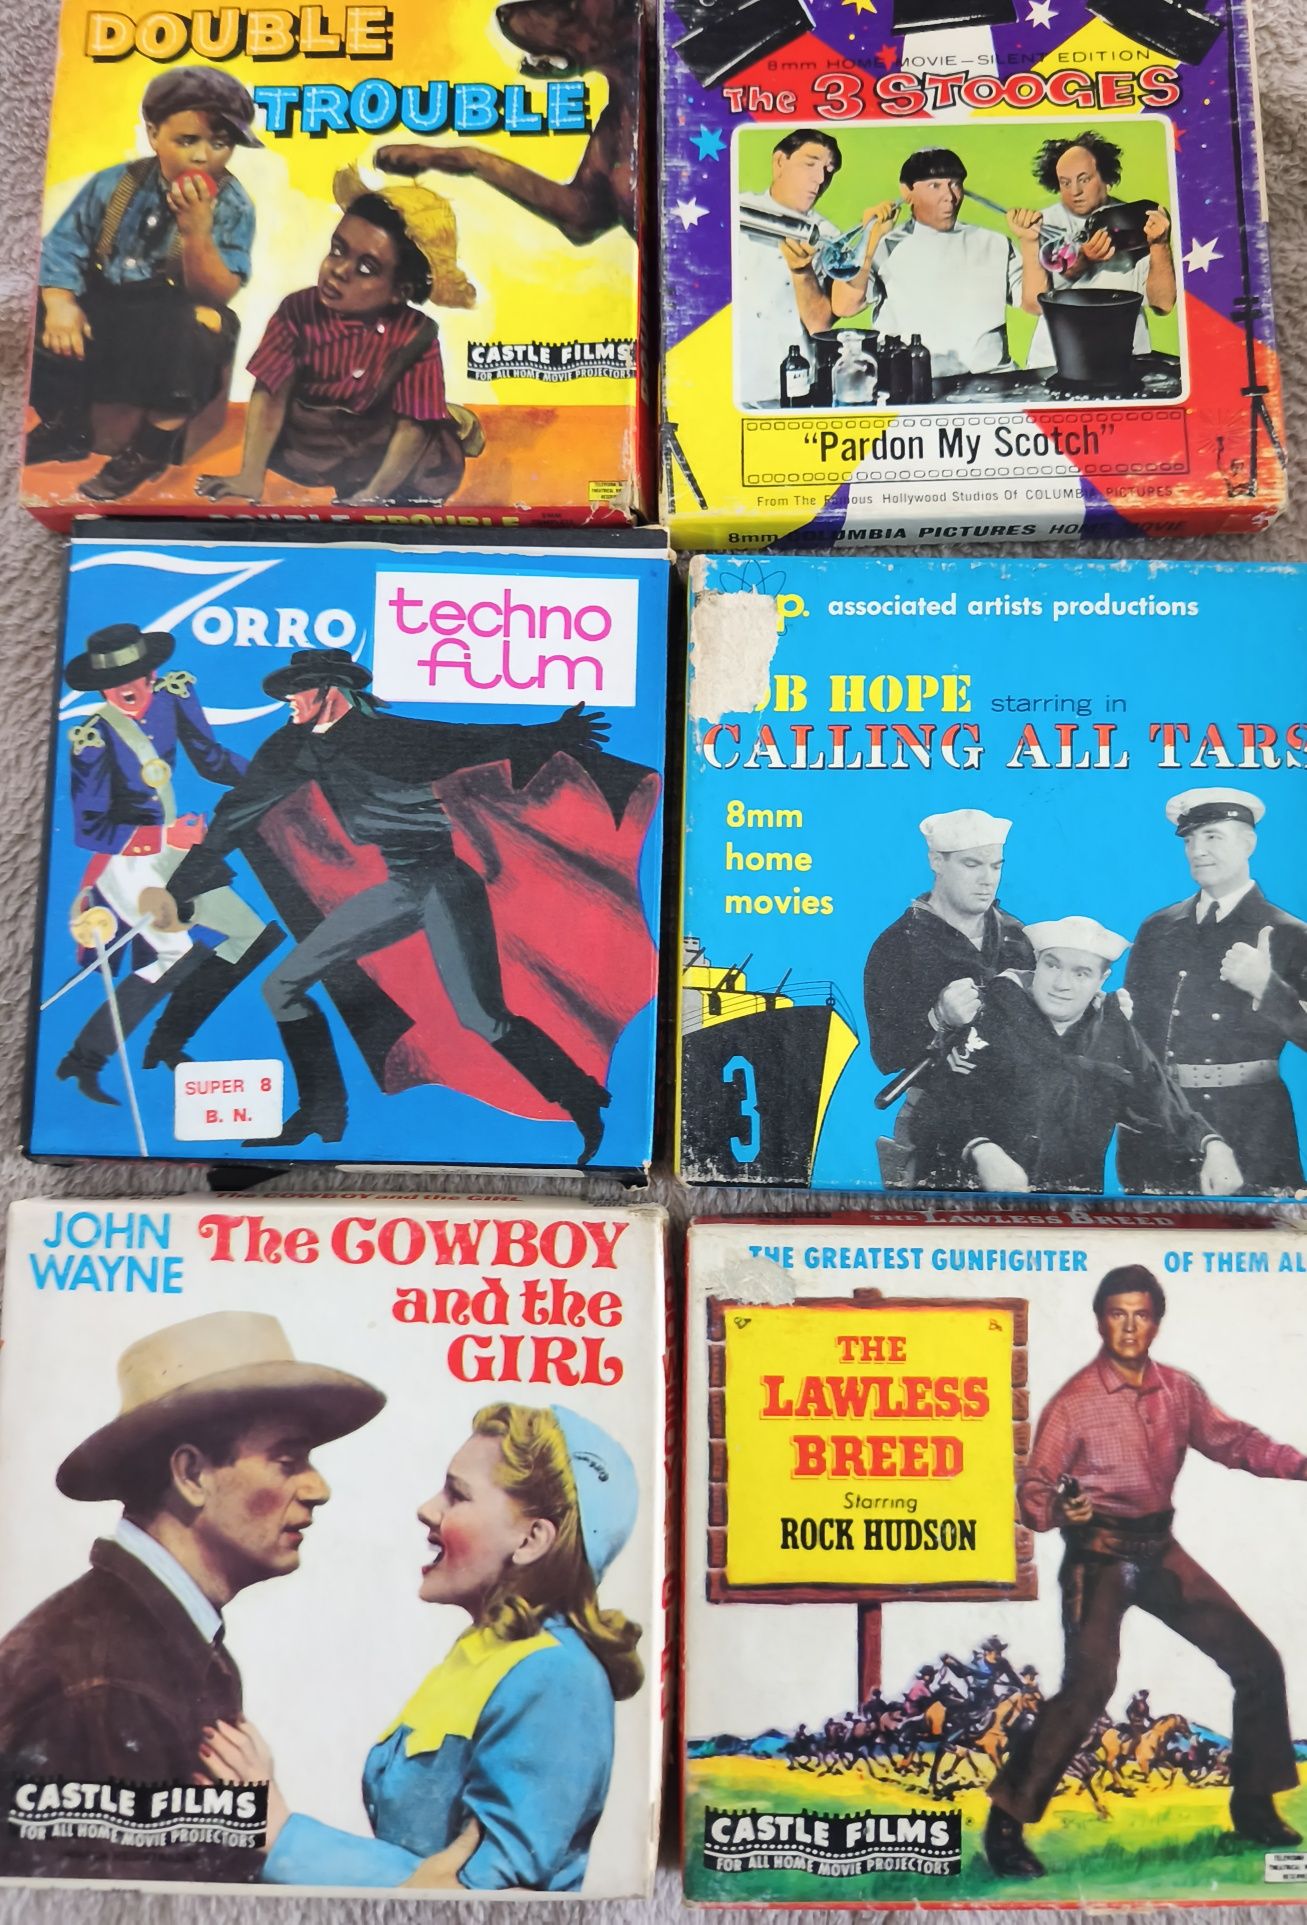 DOUBLE
TROUBLE
CASTLE FILMS
FOR ALL HOME MOVIE PROJECTORS
DOUBLE TROUBLE
8mm HOME MOVIE—SILENT EDITION
The 3 STOOGES
"Pardon My Scotch"
From The Famous Hollywood Studios Of COLUMBIA PICTURES
8mm COLUMBIA PICTURES HOME MOVIE
ZORRO
techno
film
SUPER 8
B. N.
p. associated artists productions
OB HOPE starring in
CALLING ALL TARS
8mm
home
movies
3
The COWBOY and the GIRL
JOHN
WAYNE
The COWBOY
and the
GIRL
CASTLE FILMS
FOR ALL HOME MOVIE PROJECTORS
THE LAWLESS BREED
THE GREATEST GUNFIGHTER OF THEM AL
THE
LAWLESS
BREED
Starring
ROCK HUDSON
CASTLE FILMS
FOR ALL HOME MOVIE PROJECTORS